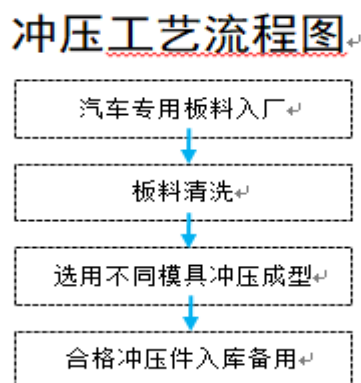 冲压工艺流程图
汽车专用板料入厂
板料清洗
选用不同模具冲压成型
合格冲压件入库备用